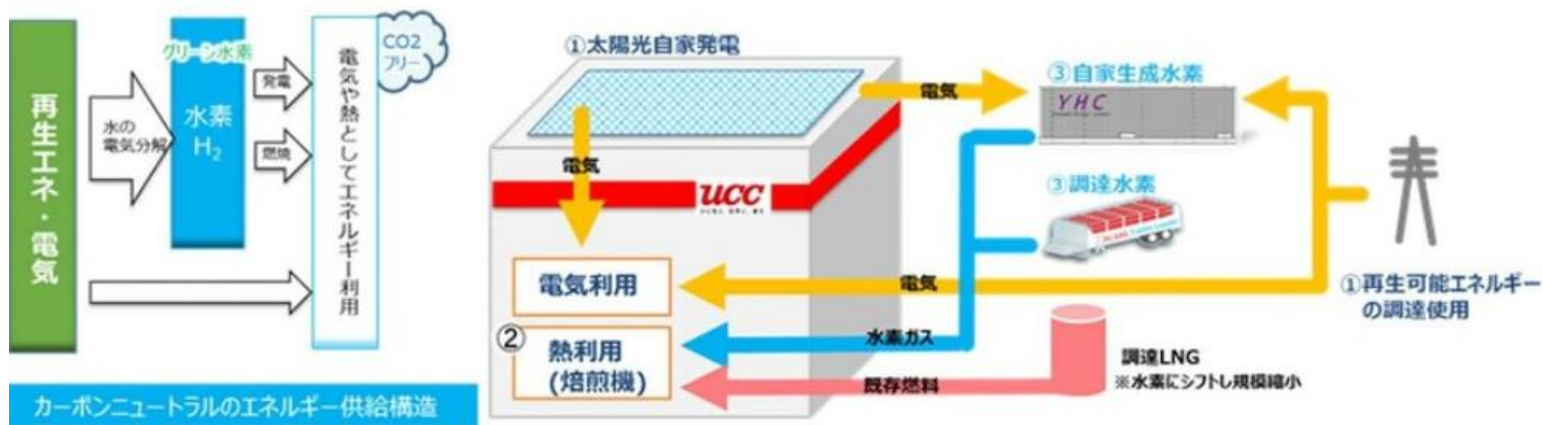 再生エネ・電気
水の
電気分解
グリーン水素
水素
H₂
発電
燃焼
電気や熱としてエネルギー利用
CO2
フリー
カーボンニュートラルのエネルギー供給構造
①太陽光自家発電
電気
電気
UCC
③自家生成水素
YHC
③調達水素
電気利用
電気
①再生可能エネルギー
の調達使用
②
熱利用
(焙煎機)
水素ガス
既存燃料
調達LNG
※水素にシフトし規模縮小